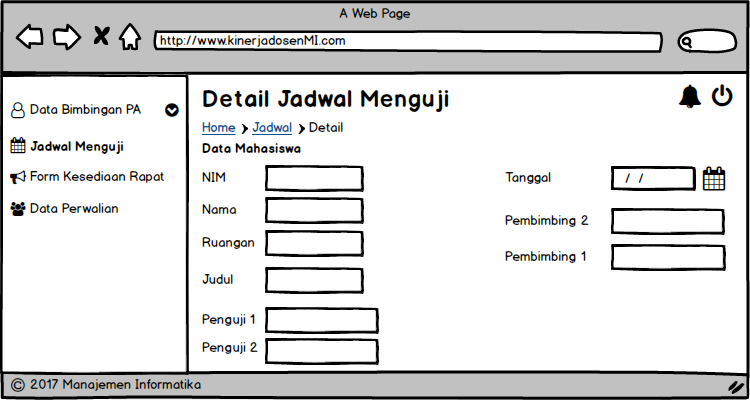 A Web Page
http://www.kinerjadosenMI.com
Data Bimbingan PA
Jadwal Menguji
Form Kesediaan Rapat
Data Perwalian
Detail Jadwal Menguji
Home Jadwal Detail
Data Mahasiswa
NIM
Nama
Ruangan
Judul
Penguji 1
Penguji 2
Tanggal / /
Pembimbing 2
Pembimbing 1
© 2017 Manajemen Informatika